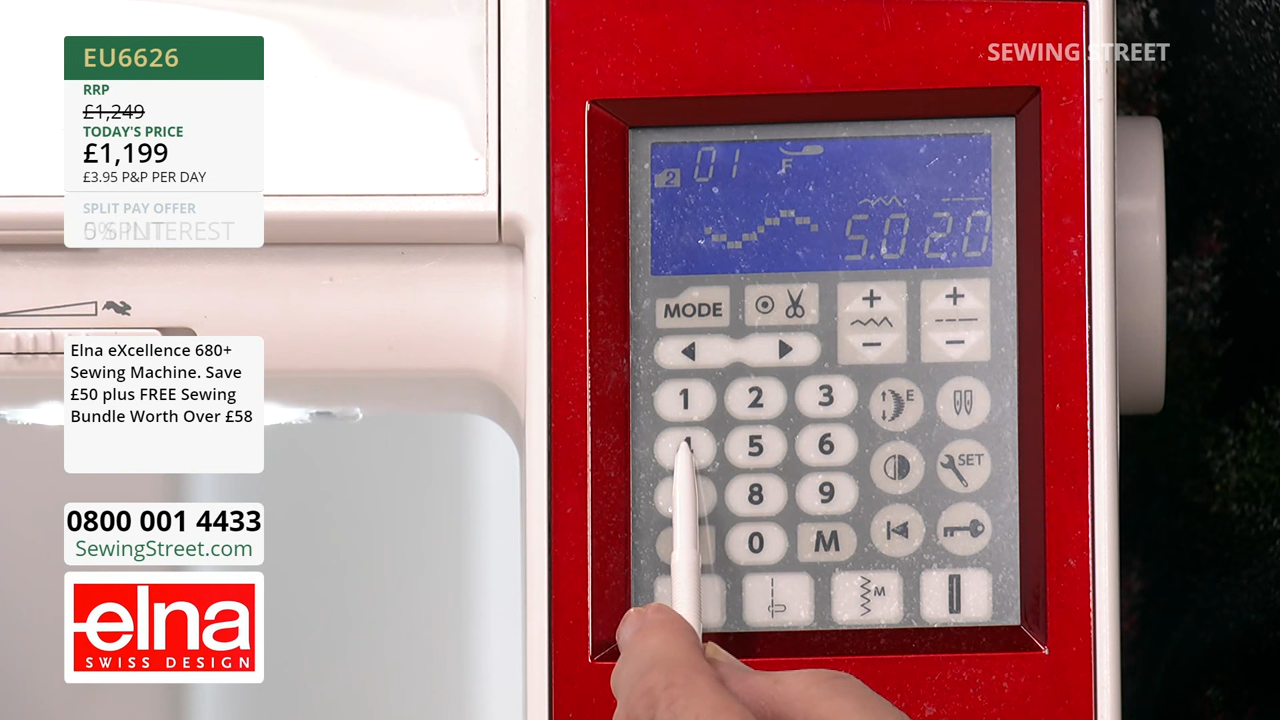 EU6626
RRP
£1,249
TODAY'S PRICE
£1,199
£3.95 P&P PER DAY
SPLIT PAY OFFER
Elna eXcellence 680+
Sewing Machine. Save
£50 plus FREE Sewing
Bundle Worth Over £58
0800 001 4433
SewingStreet.com
elna
SWISS DESIGN
SEWING STREET
2 01 F
5.0 2.0
MODE
1 2 3 E
4 5 6 SET
8 9
0 M
M